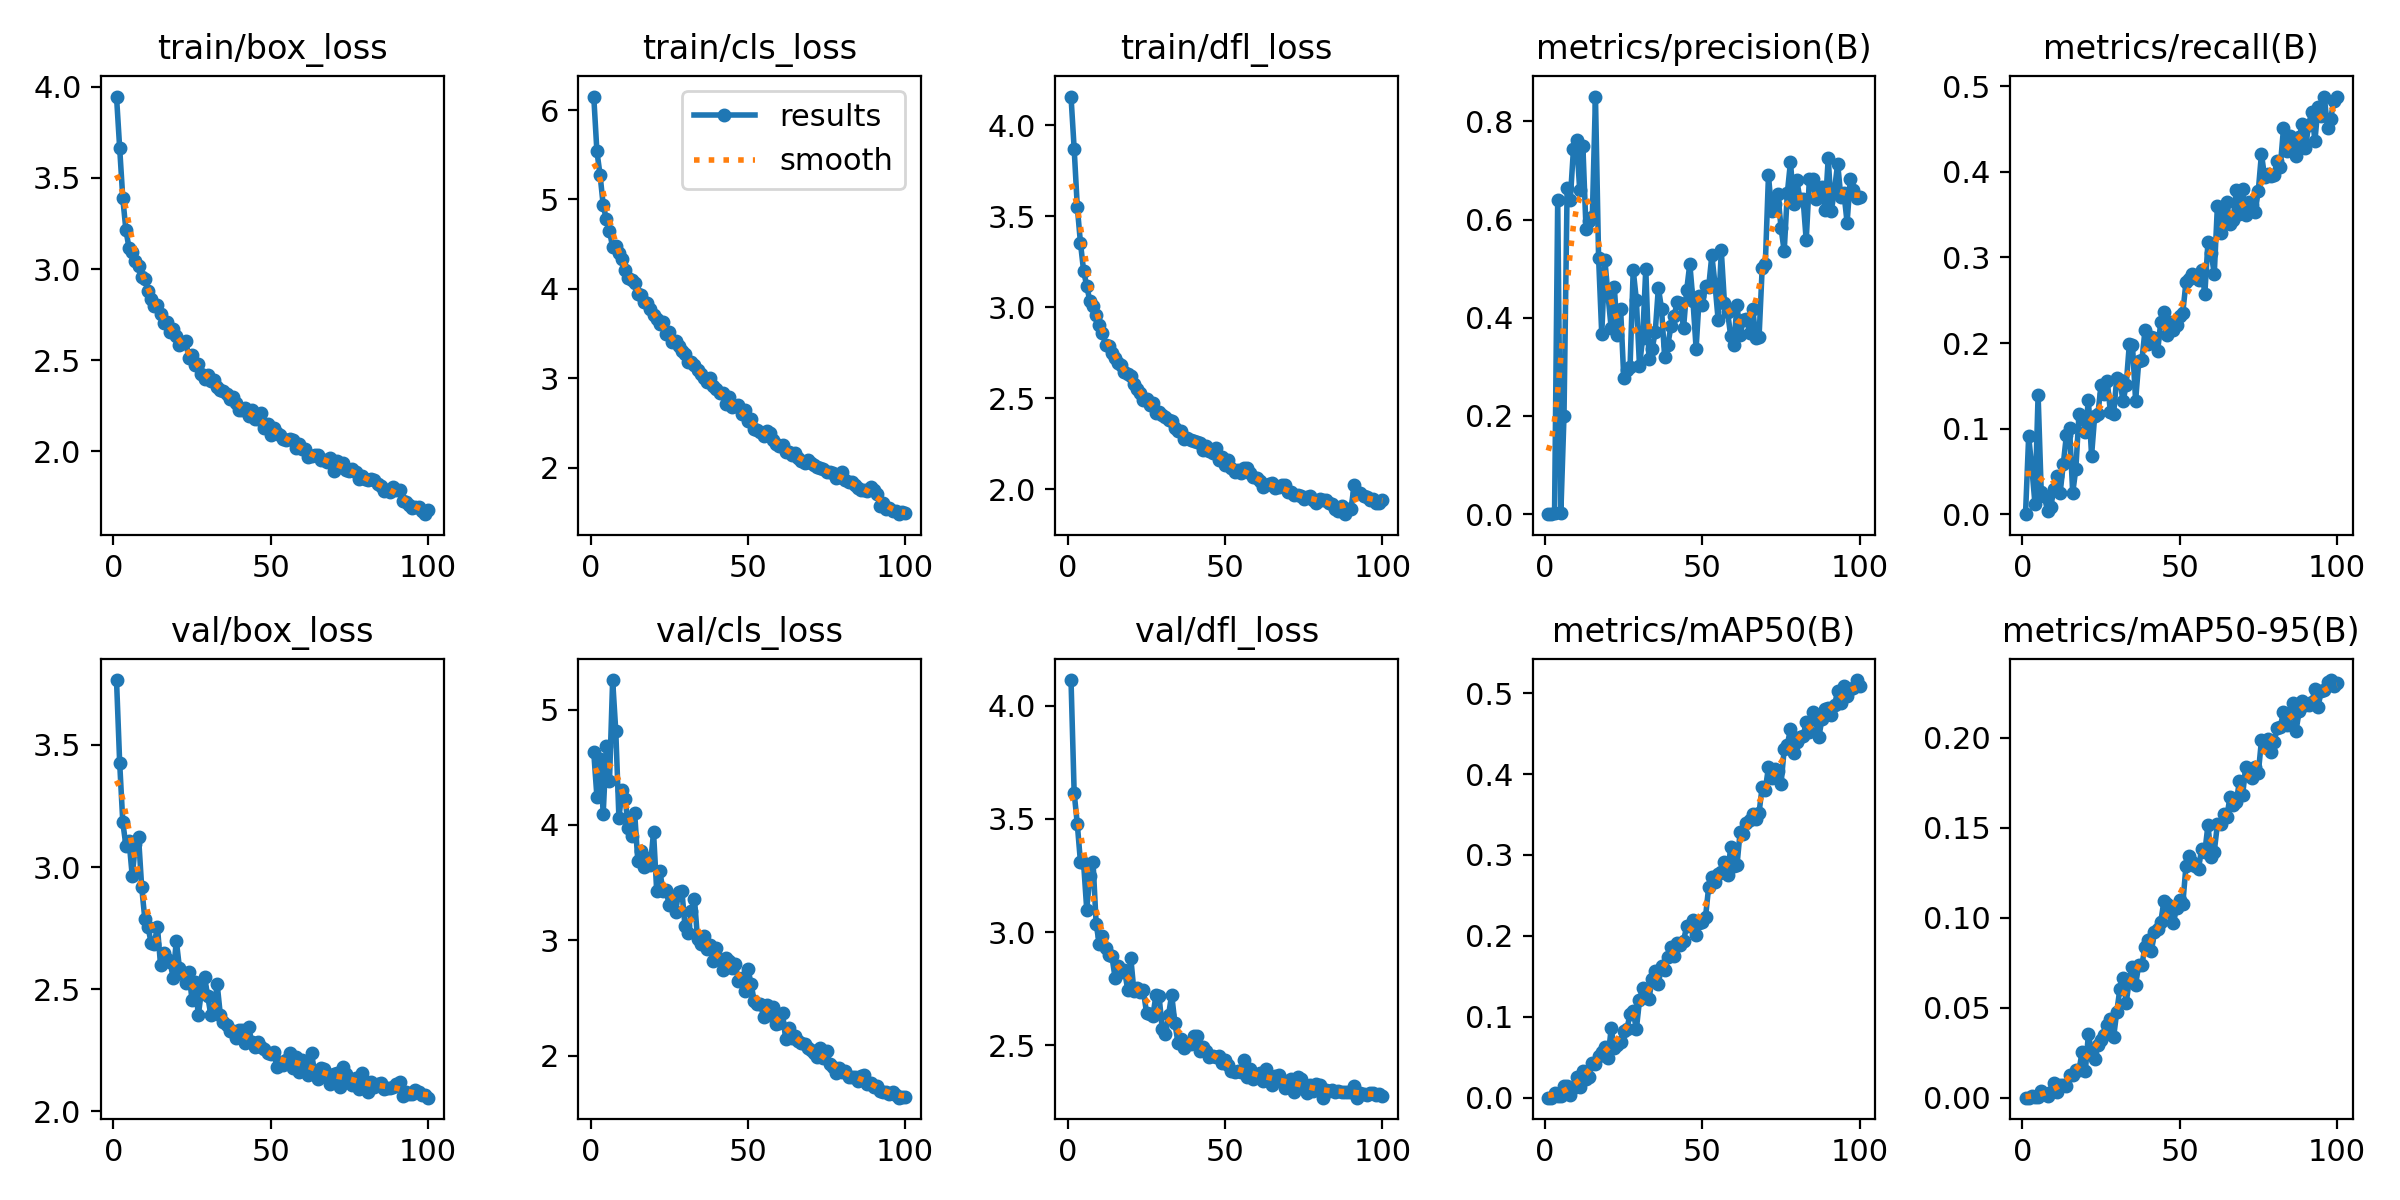 train/box_loss
4.0
3.5
3.0
2.5
2.0
0 50 100
train/cls_loss
results
smooth
6
5
4
3
2
0 50 100
train/dfl_loss
4.0
3.5
3.0
2.5
2.0
0 50 100
metrics/precision(B)
0.8
0.6
0.4
0.2
0.0
0 50 100
metrics/recall(B)
0.5
0.4
0.3
0.2
0.1
0.0
0 50 100
val/box_loss
3.5
3.0
2.5
2.0
0 50 100
val/cls_loss
5
4
3
2
0 50 100
val/dfl_loss
4.0
3.5
3.0
2.5
0 50 100
metrics/mAP50(B)
0.5
0.4
0.3
0.2
0.1
0.0
0 50 100
metrics/mAP50-95(B)
0.20
0.15
0.10
0.05
0.00
0 50 100